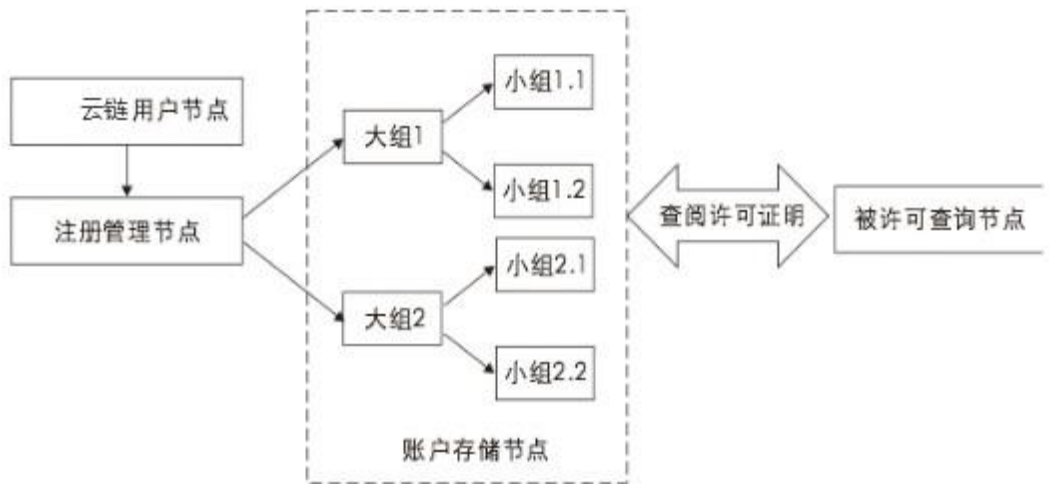 云链用户节点
注册管理节点
大组1
小组1.1
小组1.2
大组2
小组2.1
小组2.2
账户存储节点
查阅许可证明
被许可查询节点